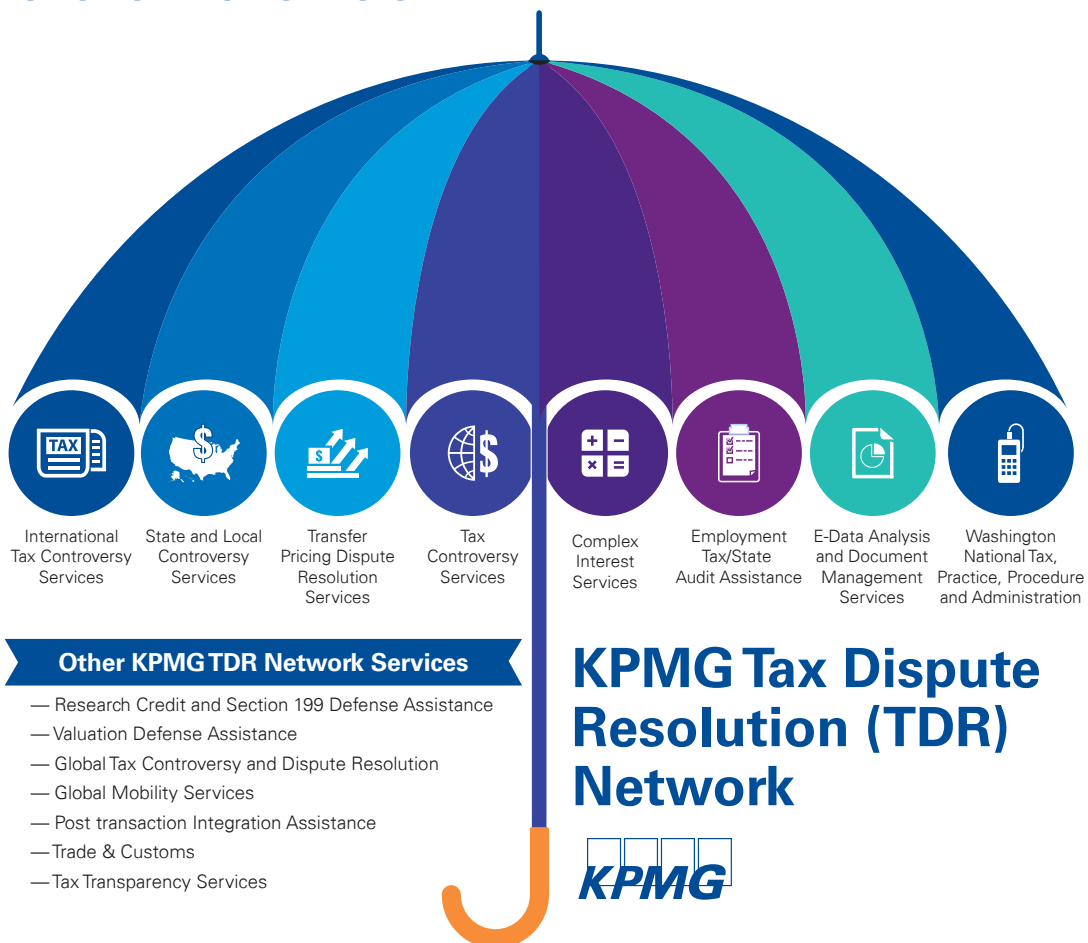 TAX
$
$
$
International
Tax Controversy
Services
State and Local
Controversy
Services
Transfer
Pricing Dispute
Resolution
Services
Tax
Controversy
Services
Complex
Interest
Services
Employment
Tax/State
Audit Assistance
E-Data Analysis
and Document
Management
Services
Washington
National Tax,
Practice, Procedure
and Administration
Other KPMG TDR Network Services
— Research Credit and Section 199 Defense Assistance
— Valuation Defense Assistance
— Global Tax Controversy and Dispute Resolution
— Global Mobility Services
— Post transaction Integration Assistance
— Trade & Customs
— Tax Transparency Services
KPMG Tax Dispute
Resolution (TDR)
Network
KPMG